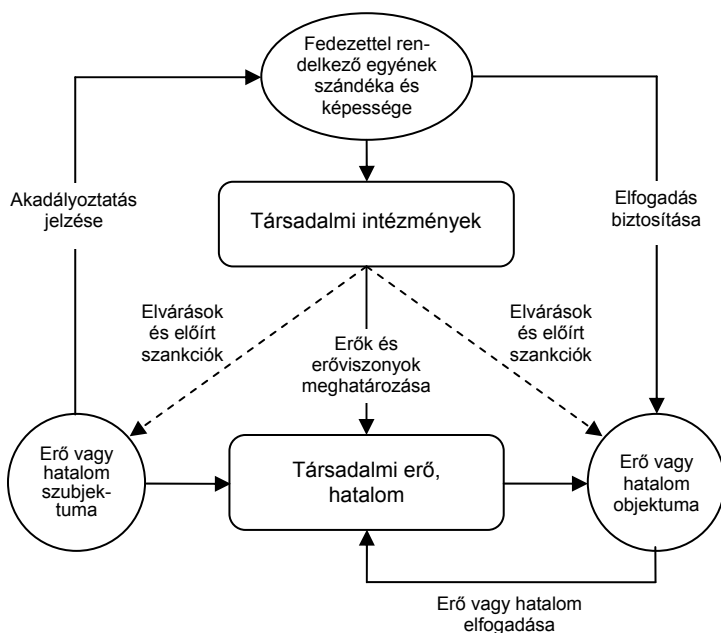 Fedezettel ren-
delkező egyének
szándéka és
képessége
Akadályoztatás
jelzése
Társadalmi intézmények
Elfogadás
biztosítása
Elvárások
és előírt
szankciók
Erők és
erőviszonyok
meghatározása
Elvárások
és előírt
szankciók
Erő vagy
hatalom
szubjek-
tuma
Társadalmi erő,
hatalom
Erő vagy
hatalom
objektuma
Erő vagy hatalom
elfogadása